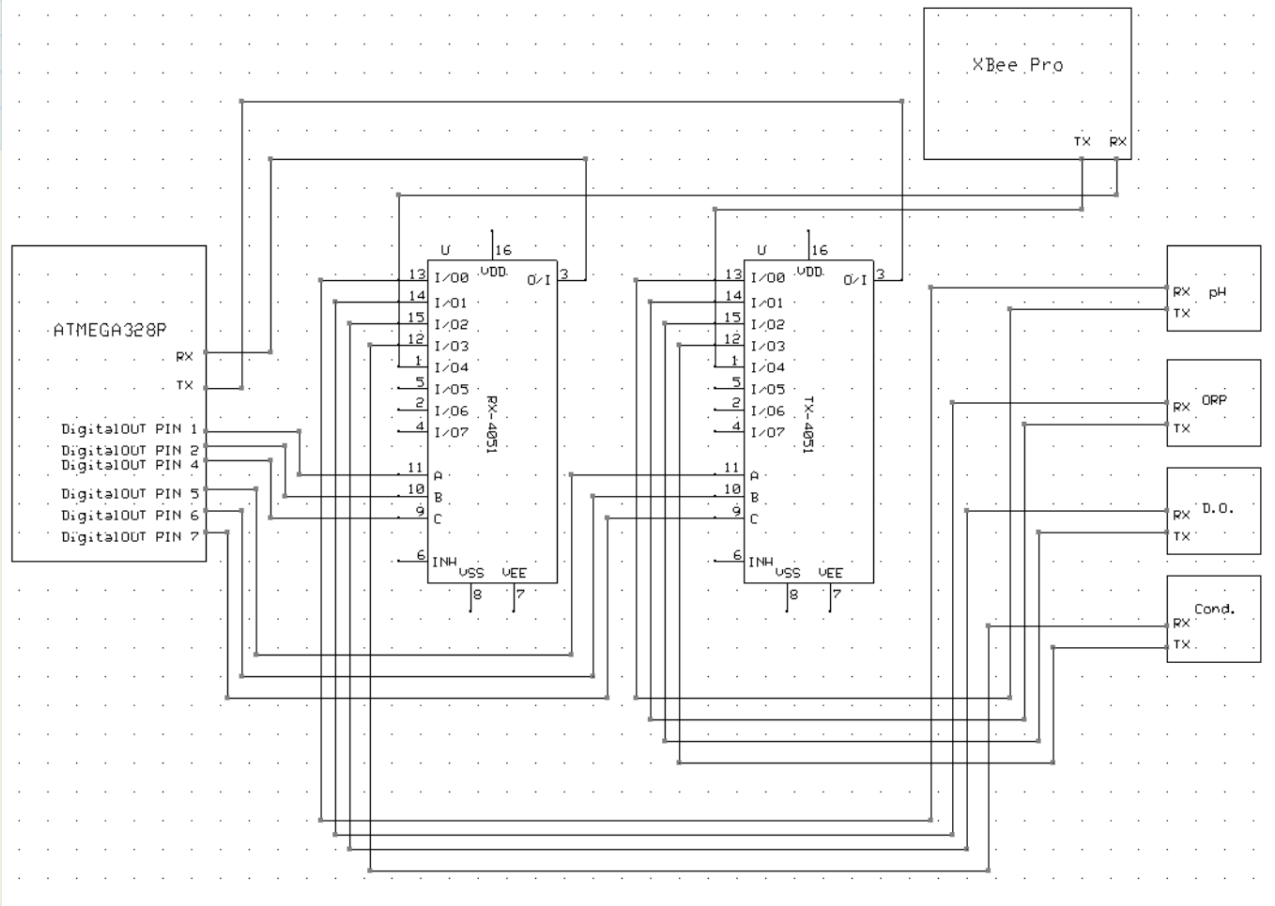 XBee Pro
TX RX
ATMEGA328P
RX
TX
DigitalOUT PIN 1
DigitalOUT PIN 2
DigitalOUT PIN 4
DigitalOUT PIN 5
DigitalOUT PIN 6
DigitalOUT PIN 7
U 16
VDD
13 I/O0 O/I 3
14 I/O1
15 I/O2
12 I/O3
1 I/O4
5 I/O5
2 I/O6
4 I/O7
RX-4051
11 A
10 B
9 C
6 INH
VSS VEE
8 7
U 16
VDD
13 I/O0 O/I 3
14 I/O1
15 I/O2
12 I/O3
1 I/O4
5 I/O5
2 I/O6
4 I/O7
TX-4051
11 A
10 B
9 C
6 INH
VSS VEE
8 7
RX pH
TX
RX ORP
TX
RX D.O.
TX
Cond.
RX
TX